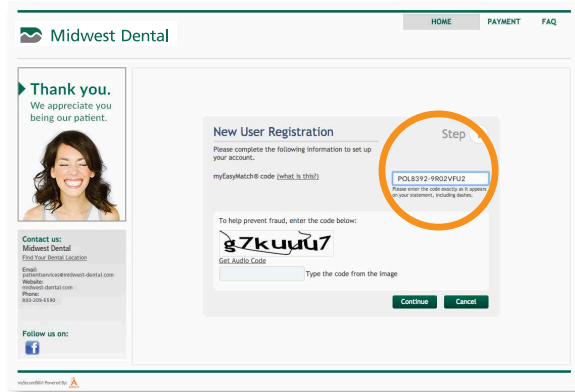 HOME PAYMENT FAQ
Midwest Dental
Thank you.
We appreciate you
being our patient.
New User Registration
Step
Please complete the following information to set up
your account.
myEasyMatch® code (what is this?)
POL8392-9R02VFU2
Please enter the code exactly as it appears
on your statement, including dashes.
To help prevent fraud, enter the code below:
g7kuuu7
Get Audio Code
Type the code from the image
Continue Cancel
Contact us:
Midwest Dental
Find Your Dental Location
Email:
patientservices@midwest-dental.com
Website:
midwest-dental.com
Phone:
Follow us on:
mySecureBill® Powered By: